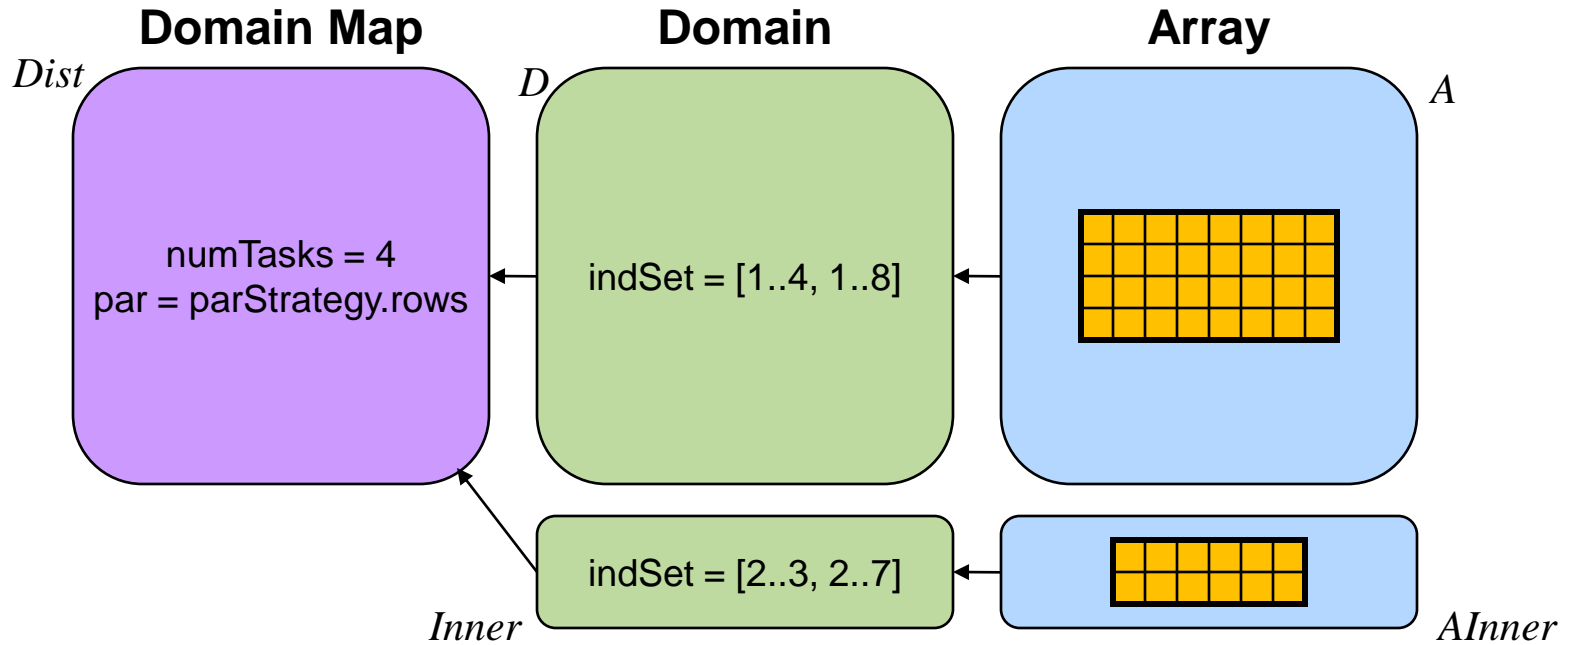 Domain Map
Domain
Array
Dist
D
A
numTasks = 4
par = parStrategy.rows
indSet = [1..4, 1..8]
indSet = [2..3, 2..7]
Inner
AInner